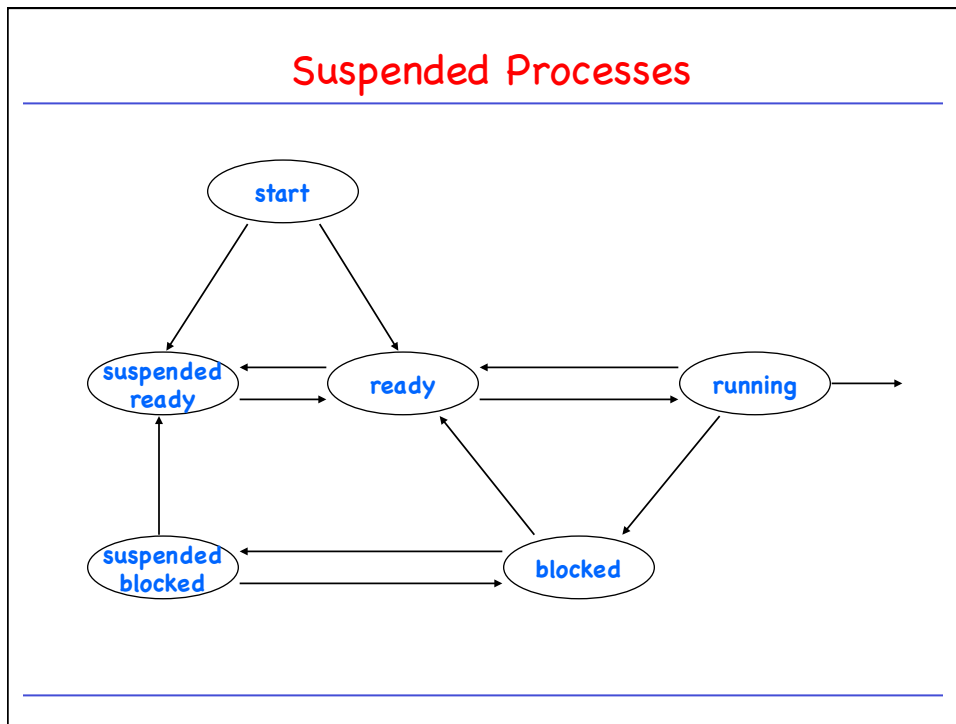 Suspended Processes
start
suspended
ready
ready
running
suspended
blocked
blocked